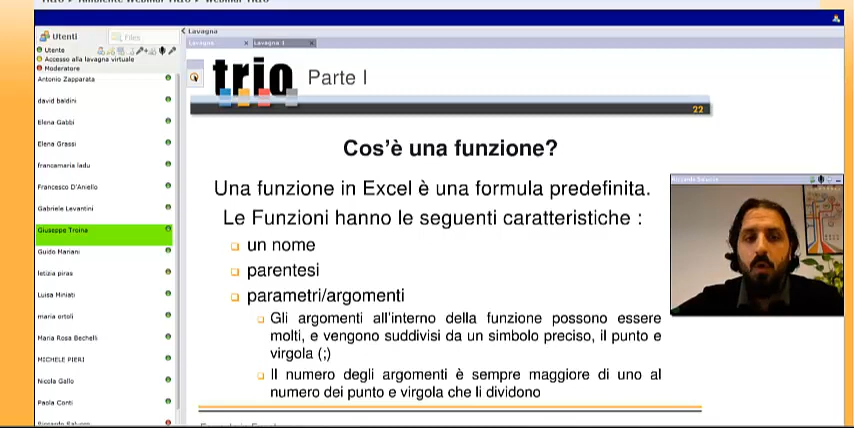 Utenti
Files
Utente
Accesso alla lavagna virtuale
Moderatore
Antonio Zapparata
david baldini
Elena Gabbi
Elena Grassi
francamaria ladu
Francesco D'Aniello
Gabriele Levantini
Giuseppe Troina
Guido Mariani
letizia piras
Luisa Miniati
maria ortoli
Maria Rosa Bechelli
MICHELE PIERI
Nicola Gallo
Paola Conti
Lavagna
Lavagna
Lavagna 1
trio Parte I
22
Cos'è una funzione?
Una funzione in Excel è una formula predefinita.
Le Funzioni hanno le seguenti caratteristiche :
un nome
parentesi
parametri/argomenti
Gli argomenti all'interno della funzione possono essere
molti, e vengono suddivisi da un simbolo preciso, il punto e
virgola (;)
Il numero degli argomenti è sempre maggiore di uno al
numero dei punto e virgola che li dividono